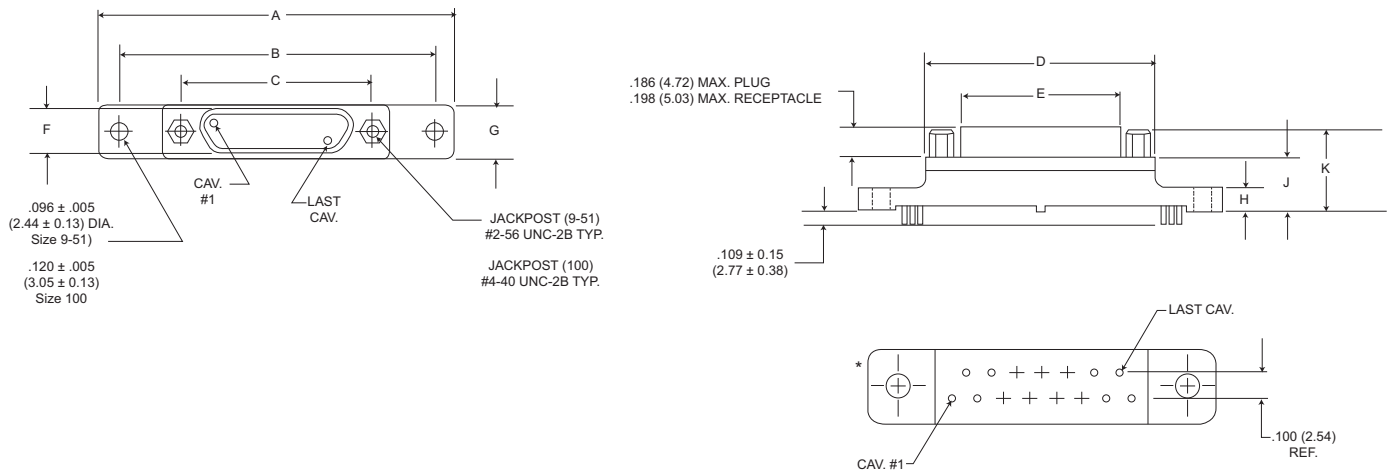 A
B
C
F
G
CAV.
#1
LAST
CAV.
.096 ± .005
(2.44 ± 0.13) DIA.
Size 9-51)
.120 ± .005
(3.05 ± 0.13)
Size 100
JACKPOST (9-51)
#2-56 UNC-2B TYP.
JACKPOST (100)
#4-40 UNC-2B TYP.
D
.186 (4.72) MAX. PLUG
.198 (5.03) MAX. RECEPTACLE
E
K
J
H
.109 ± 0.15
(2.77 ± 0.38)
LAST CAV.
*
.100 (2.54)
REF.
CAV. #1